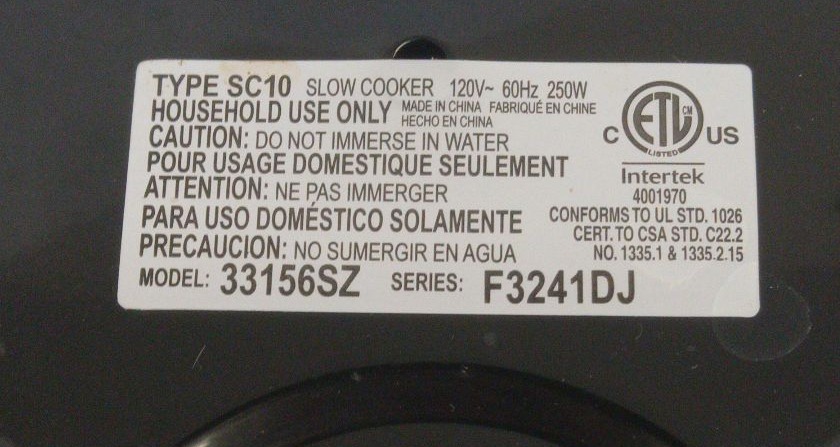 TYPE SC10 SLOW COOKER 120V~ 60Hz 250W
HOUSEHOLD USE ONLY MADE IN CHINA FABRIQUÉ EN CHINE
HECHO EN CHINA
CAUTION: DO NOT IMMERSE IN WATER
POUR USAGE DOMESTIQUE SEULEMENT
ATTENTION: NE PAS IMMERGER
PARA USO DOMÉSTICO SOLAMENTE
PRECAUCION: NO SUMERGIR EN AGUA
MODEL: 33156SZ SERIES: F3241DJ
C ETL CM US
LISTED
Intertek
4001970
CONFORMS TO UL STD. 1026
CERT. TO CSA STD. C22.2
NO. 1335.1 & 1335.2.15